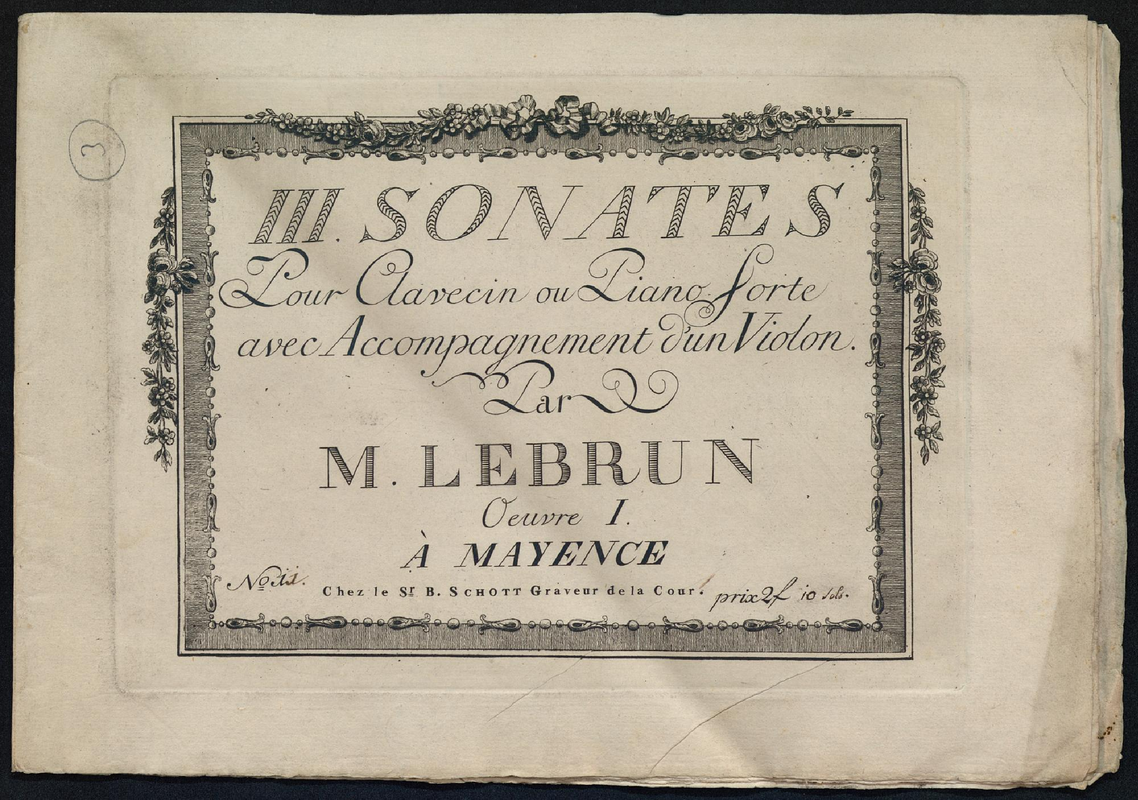 3
III. SONATES
Pour Clavecin ou Piano forte
avec Accompagnement d'un Violon.
Par
M. LEBRUN
Oeuvre I.
À MAYENCE
No. 11.
Chez le Sr. B. SCHOTT Graveur de la Cour.
prix 2f 10 Sols.